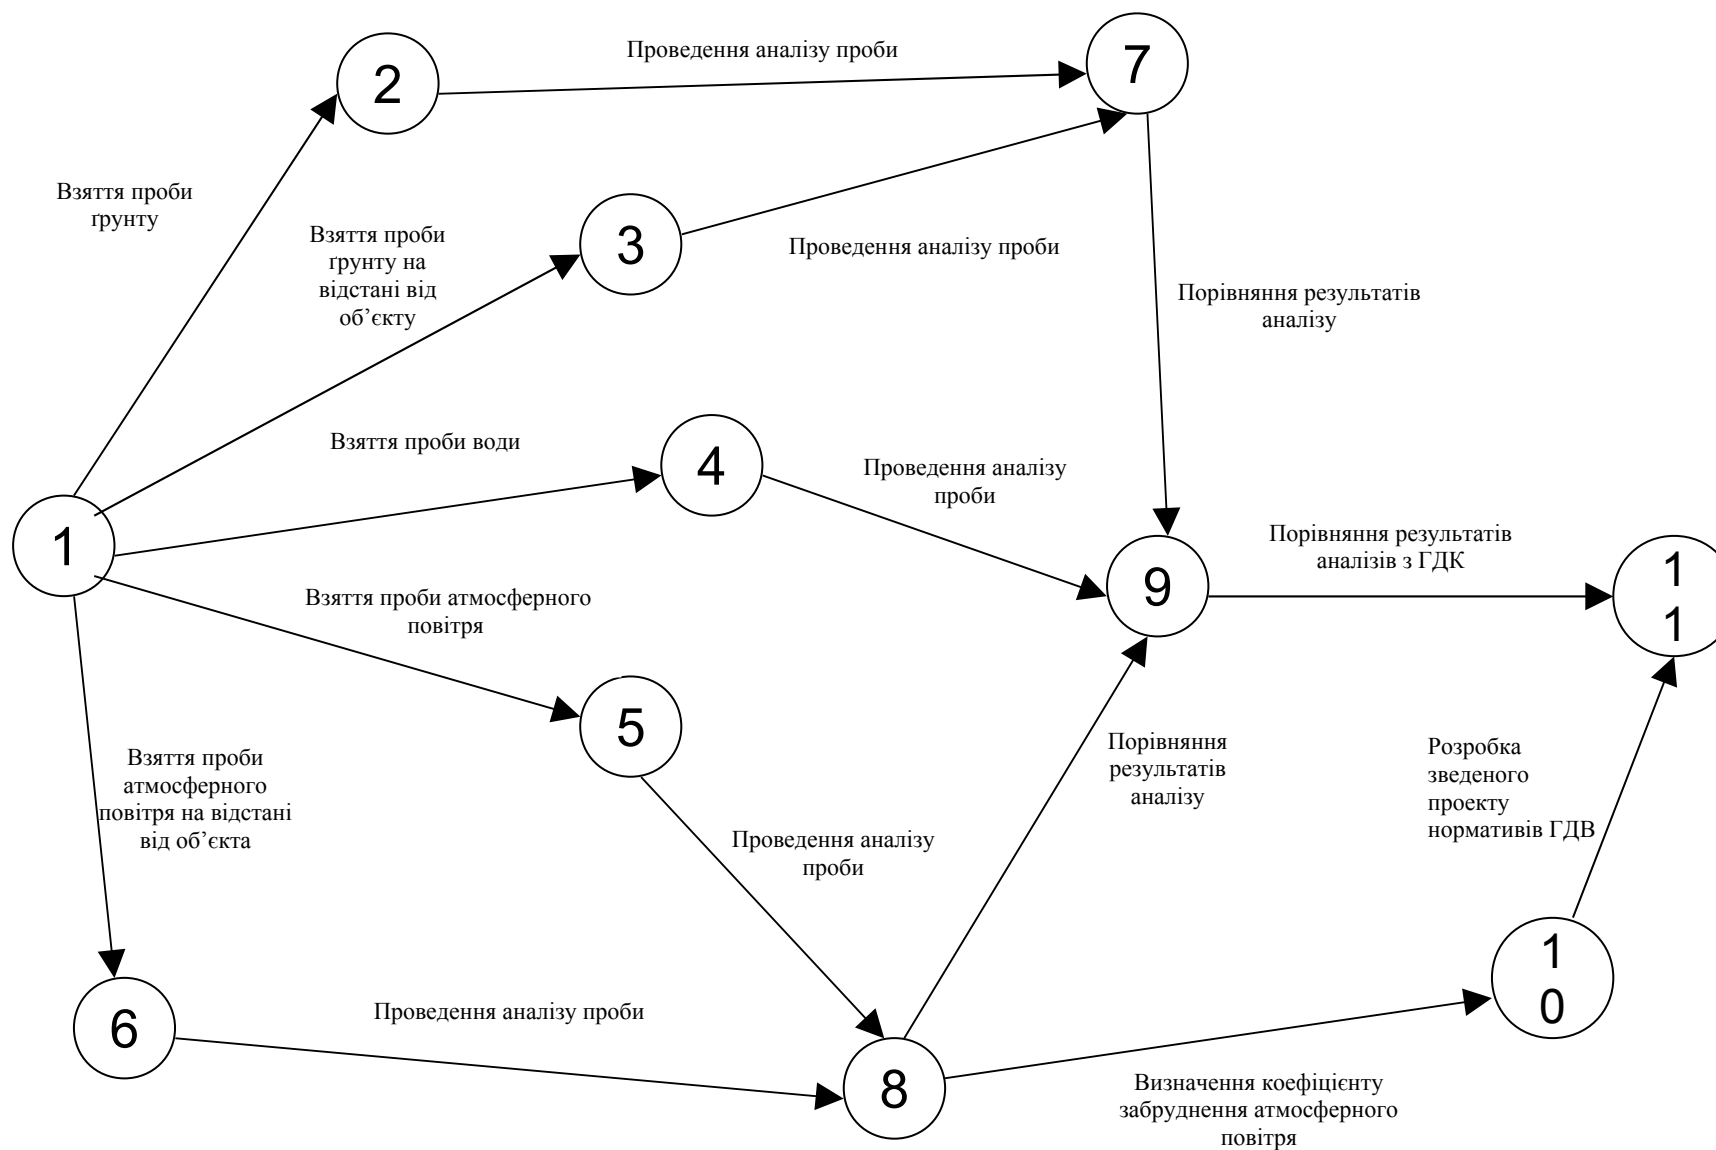 Проведення аналізу проби
2
7
Взяття проби
ґрунту
Взяття проби
ґрунту на
відстані від
об’єкту
3
Проведення аналізу проби
Порівняння результатів
аналізу
Взяття проби води
4
Проведення аналізу
проби
1
9
Порівняння результатів
аналізів з ГДК
1
1
Взяття проби атмосферного
повітря
5
Взяття проби
атмосферного
повітря на відстані
від об’єкта
Порівняння
результатів
аналізу
Розробка
зведеного
проекту
нормативів ГДВ
Проведення аналізу
проби
6
Проведення аналізу проби
8
1
0
Визначення коефіцієнту
забруднення атмосферного
повітря